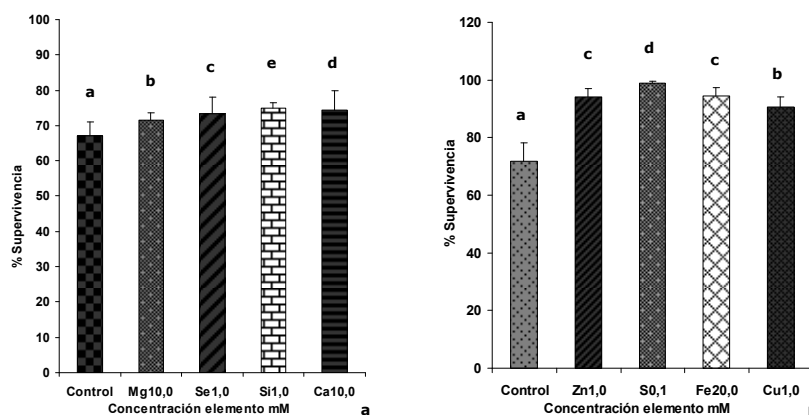 100
90
80
70
60
50
40
30
20
10
0
% Supervivencia
a
b
c
e
d
Control Mg10,0 Se1,0 Si1,0 Ca10,0
Concentración elemento mM
a
120
100
80
60
40
20
0
% Supervivencia
a
c
d
c
b
Control Zn1,0 S0,1 Fe20,0 Cu1,0
Concentración elemento mM